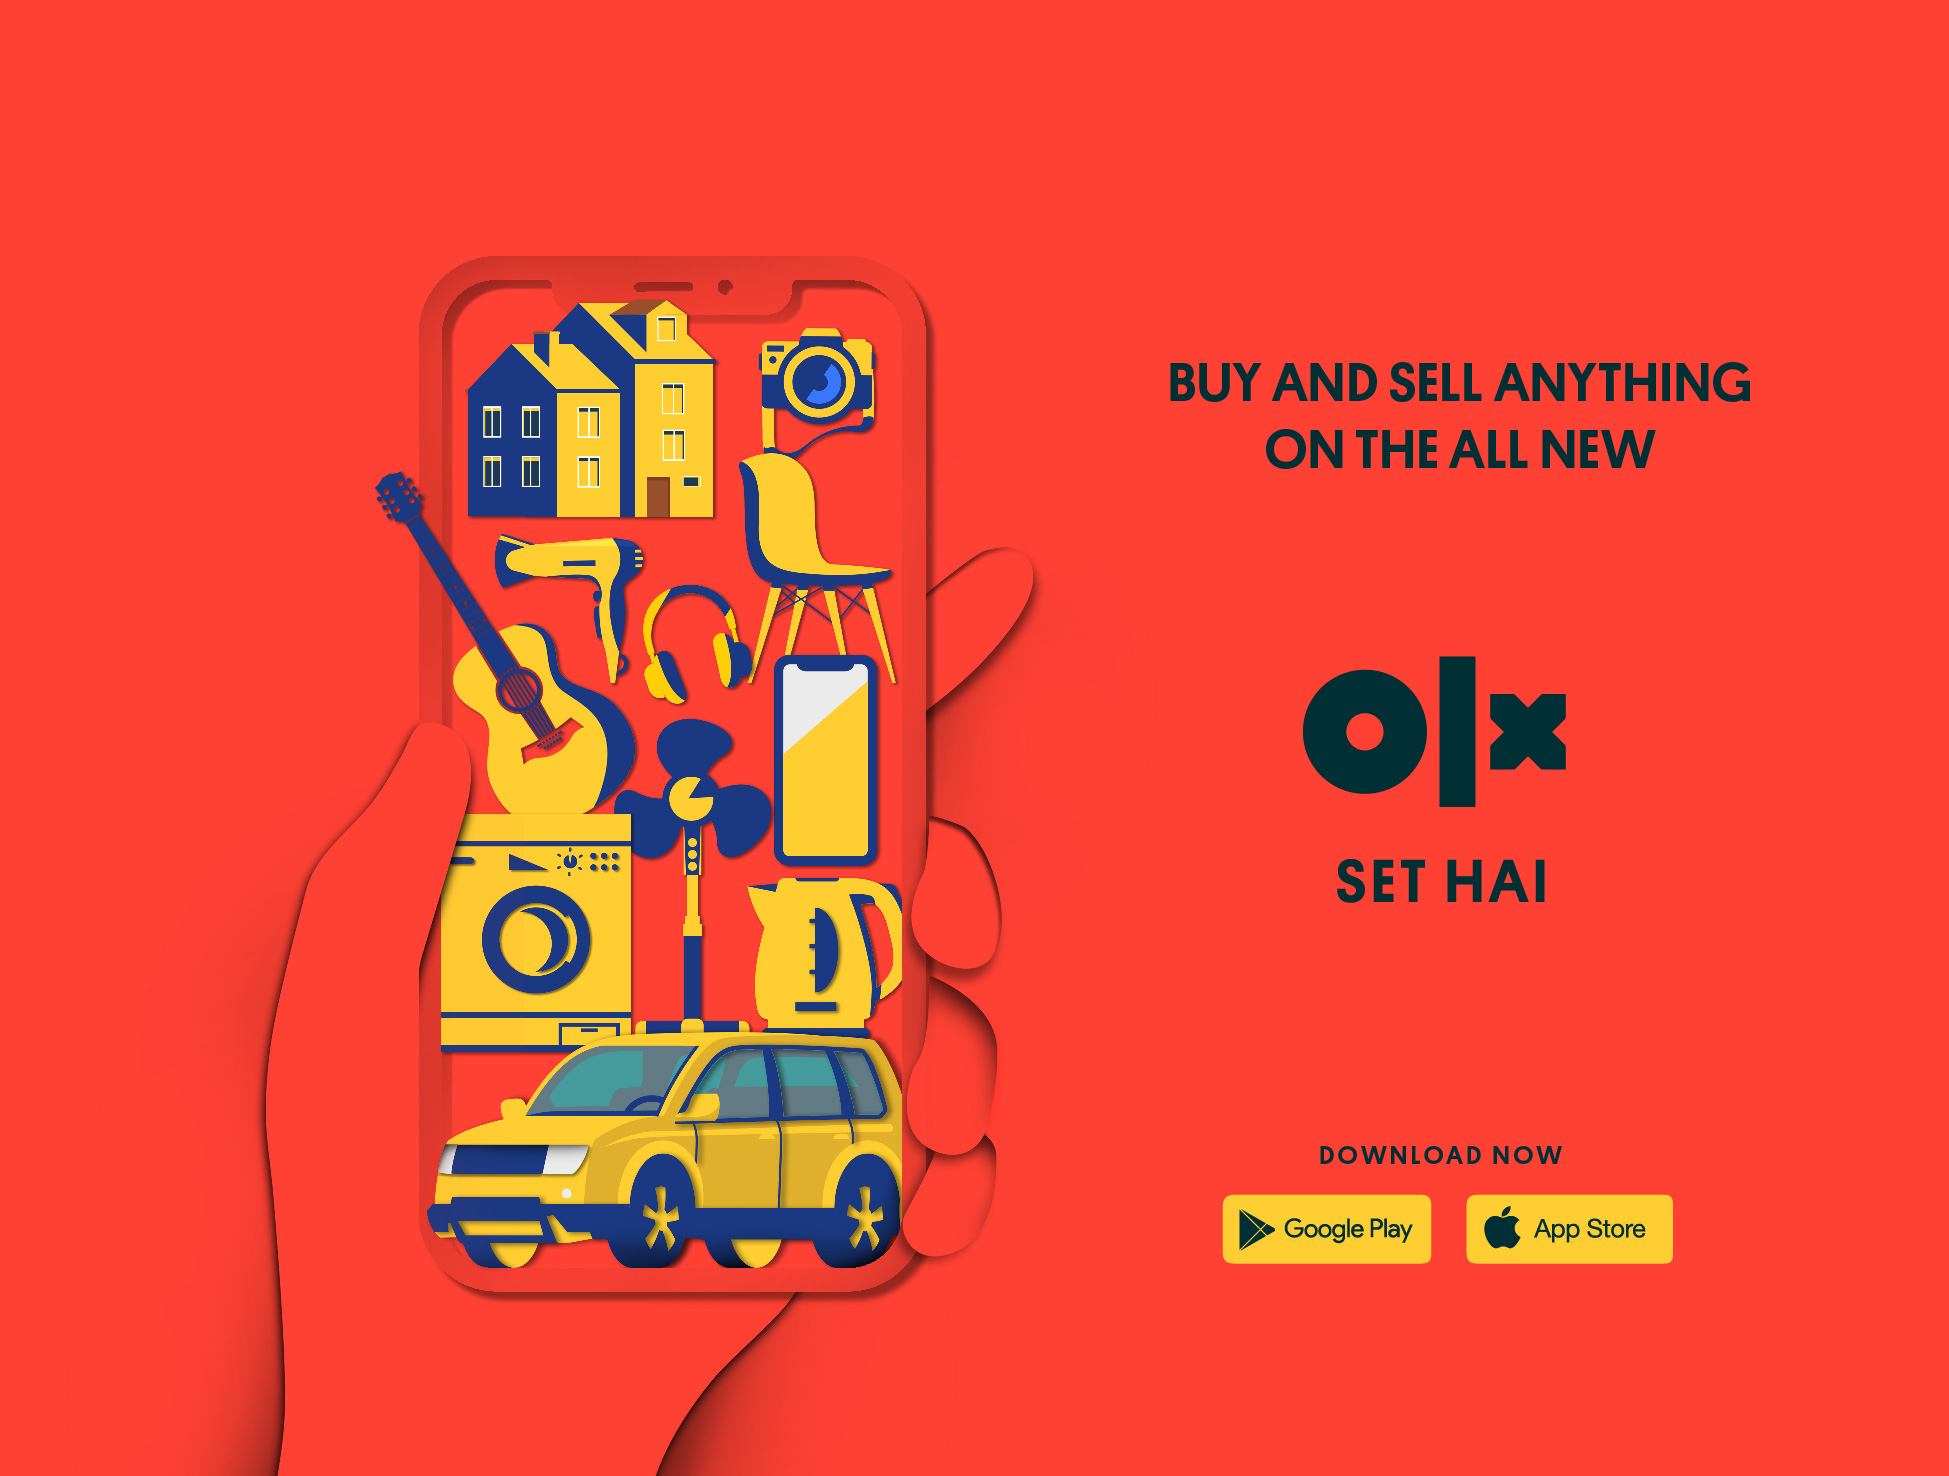 BUY AND SELL ANYTHING
ON THE ALL NEW
olx
SET HAI
DOWNLOAD NOW
Google Play
App Store